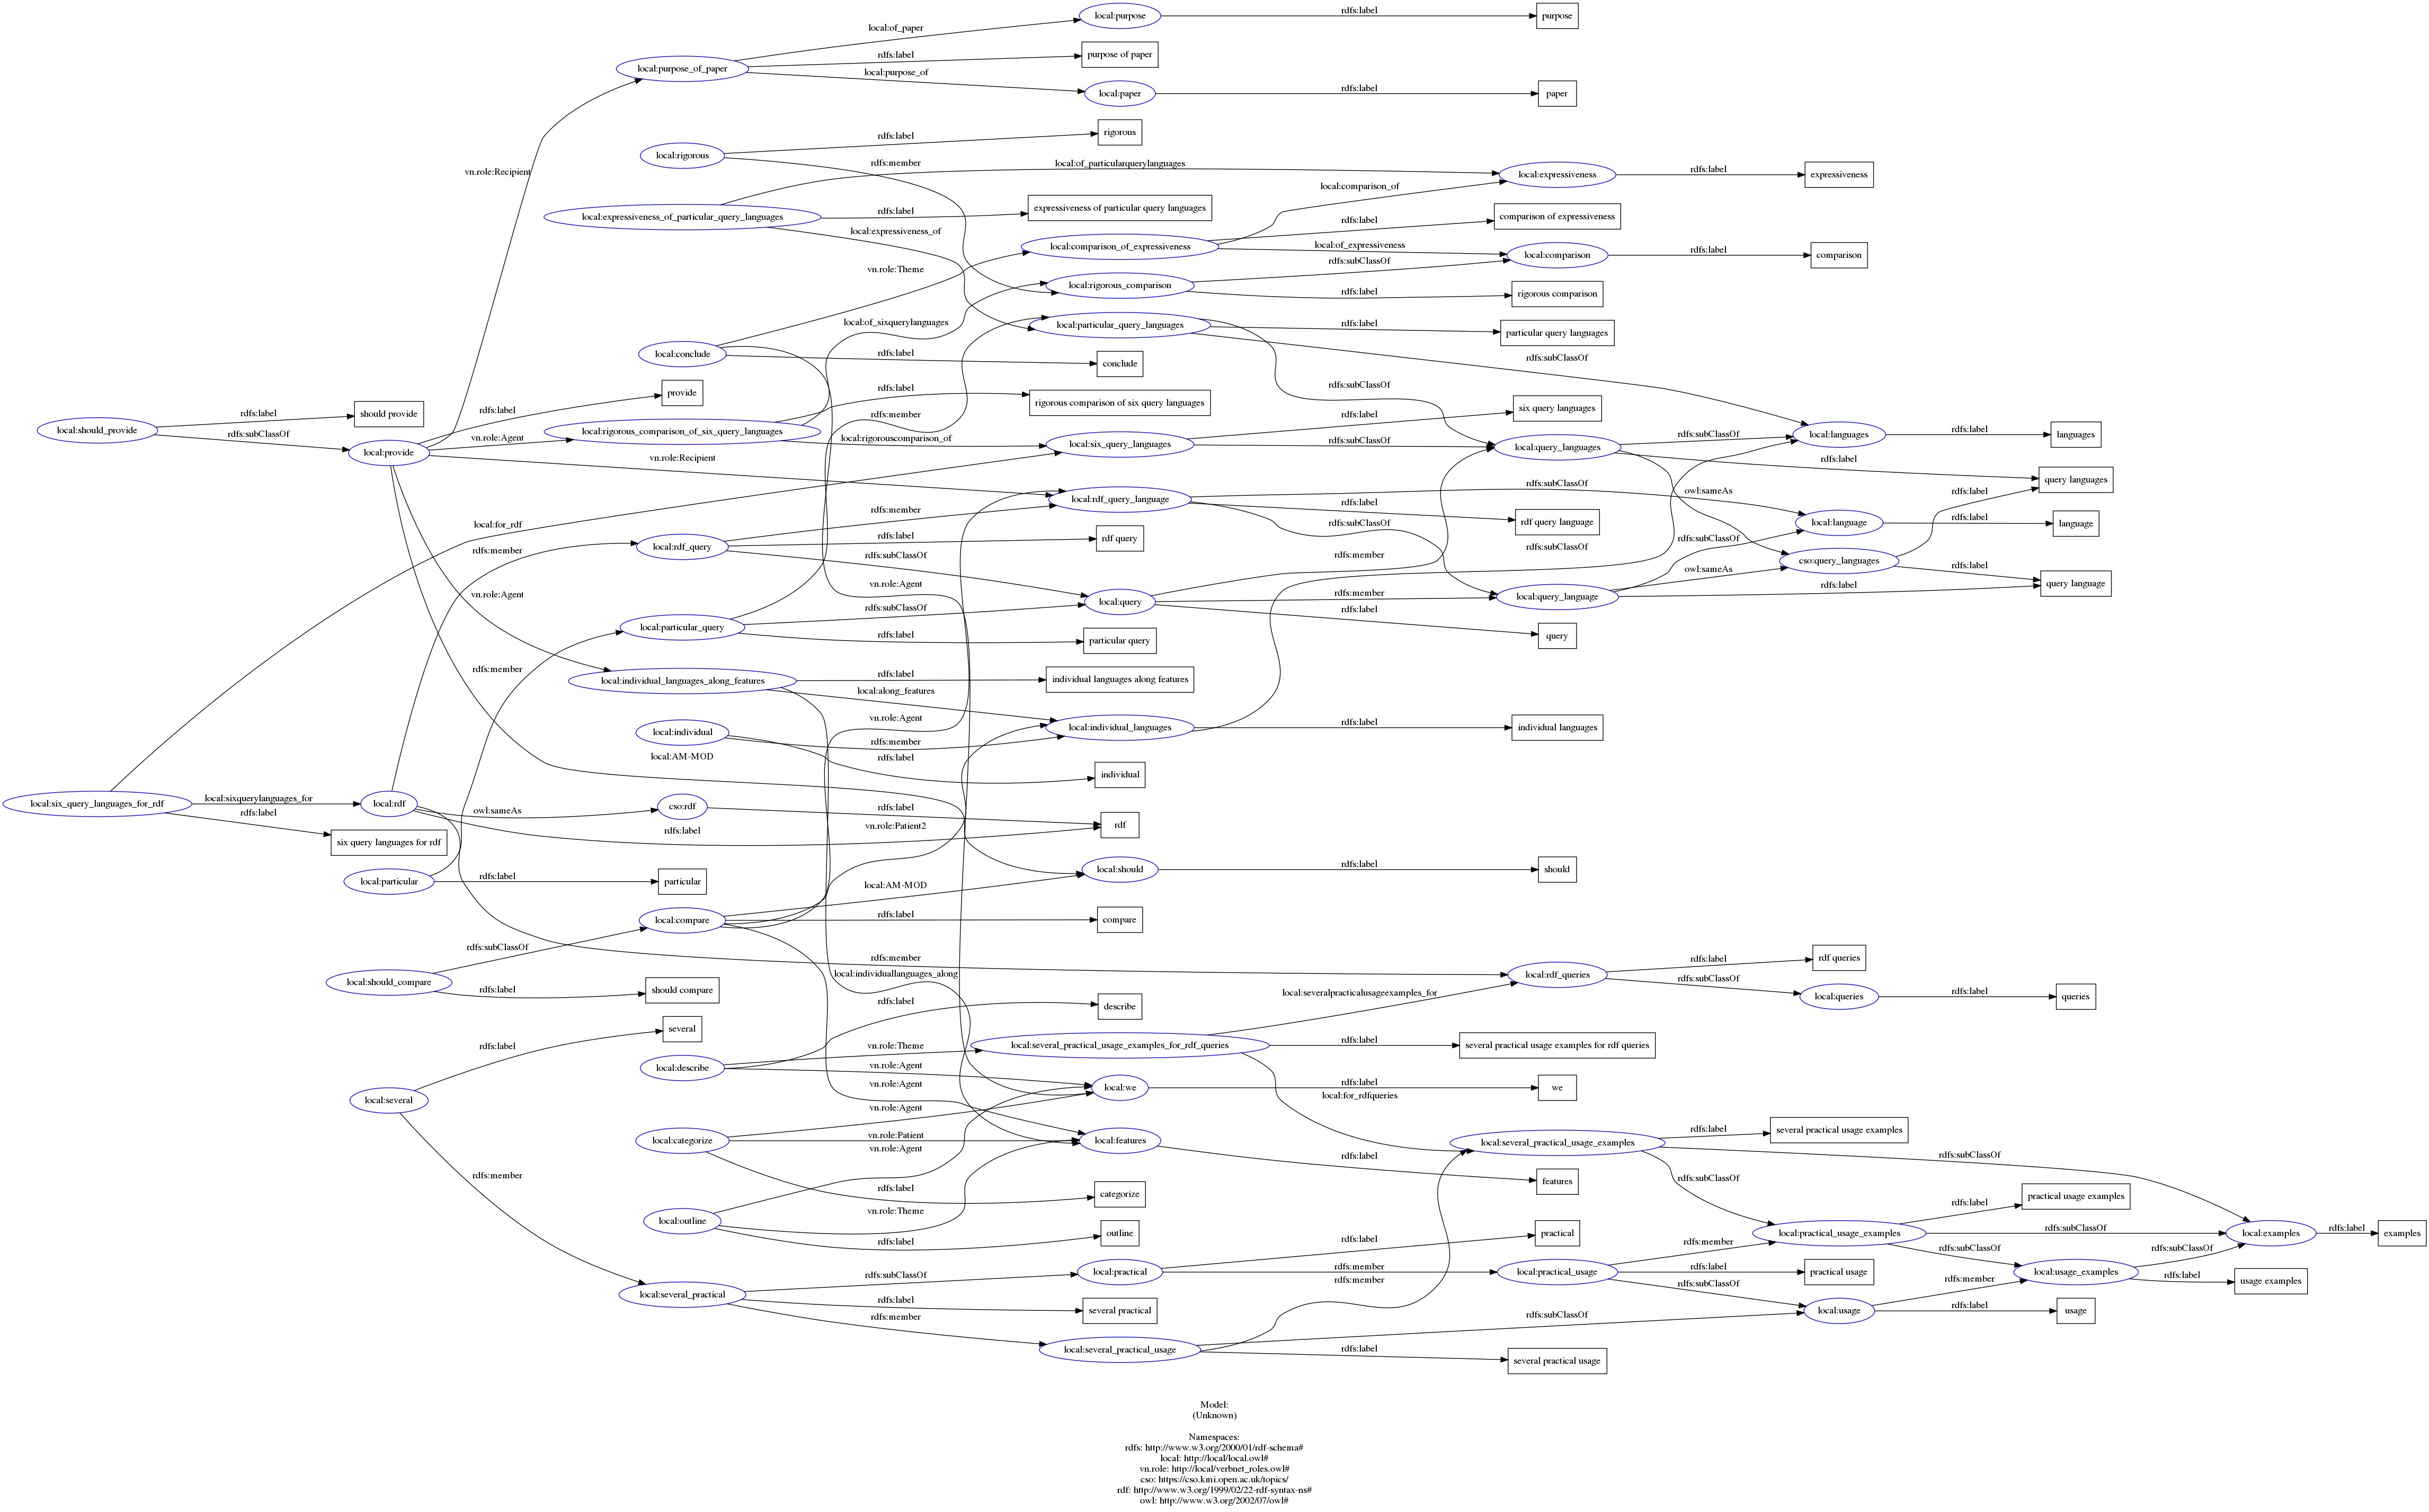 local:purpose
rdfs:label
purpose
local:of_paper
purpose of paper
rdfs:label
local:purpose_of_paper
local:purpose_of
local:paper
rdfs:label
paper
rdfs:label
rigorous
local:rigorous
rdfs:member
vn.role:Recipient
local:of_particularquerylanguages
local:expressiveness
rdfs:label
expressiveness
local:expressiveness_of_particular_query_languages
rdfs:label
expressiveness of particular query languages
local:comparison_of
rdfs:label
comparison of expressiveness
local:expressiveness_of
local:comparison_of_expressiveness
local:of_expressiveness
local:comparison
rdfs:label
comparison
vn.role:Theme
rdfs:subClassOf
local:rigorous_comparison
rdfs:label
rigorous comparison
local:of_sixquerylanguages
local:particular_query_languages
rdfs:label
particular query languages
local:conclude
rdfs:label
conclude
rdfs:subClassOf
rdfs:subClassOf
rdfs:label
provide
rdfs:label
rigorous comparison of six query languages
rdfs:label
should provide
rdfs:label
rdfs:member
rdfs:label
six query languages
local:should_provide
rdfs:subClassOf
local:provide
vn.role:Agent
local:rigorous_comparison_of_six_query_languages
local:rigorouscomparison_of
local:six_query_languages
rdfs:subClassOf
local:query_languages
rdfs:subClassOf
local:languages
rdfs:label
languages
vn.role:Recipient
rdfs:label
query languages
local:rdf_query_language
rdfs:subClassOf
owl:sameAs
rdfs:label
rdfs:label
rdf query language
rdfs:subClassOf
local:language
rdfs:label
language
local:for_rdf
rdfs:member
rdfs:label
rdf query
rdfs:member
local:rdf_query
rdfs:subClassOf
rdfs:member
rdfs:subClassOf
rdfs:subClassOf
cso:query_languages
rdfs:label
owl:sameAs
query language
vn.role:Agent
vn.role:Agent
local:query
rdfs:member
local:query_language
rdfs:label
rdfs:subClassOf
rdfs:label
query
local:particular_query
rdfs:label
particular query
rdfs:member
local:individual_languages_along_features
rdfs:label
individual languages along features
local:along_features
vn.role:Agent
local:individual_languages
rdfs:label
individual languages
local:individual
rdfs:member
rdfs:label
local:AM-MOD
individual
local:six_query_languages_for_rdf
local:sixquerylanguages_for
local:rdf
owl:sameAs
cso:rdf
rdfs:label
rdf
rdfs:label
rdfs:label
vn.role:Patient2
six query languages for rdf
local:particular
rdfs:label
particular
local:should
rdfs:label
should
local:AM-MOD
local:compare
rdfs:label
compare
rdfs:subClassOf
rdfs:member
local:should_compare
rdfs:label
should compare
local:individuallanguages_along
local:rdf_queries
rdfs:label
rdf queries
rdfs:subClassOf
local:severalpracticalusageexamples_for
local:queries
rdfs:label
queries
rdfs:label
describe
several
rdfs:label
vn.role:Theme
local:several_practical_usage_examples_for_rdf_queries
rdfs:label
several practical usage examples for rdf queries
local:describe
vn.role:Agent
vn.role:Agent
local:we
rdfs:label
we
local:for_rdfqueries
local:several
vn.role:Agent
local:categorize
vn.role:Patient
vn.role:Agent
local:features
rdfs:label
features
local:several_practical_usage_examples
rdfs:label
several practical usage examples
rdfs:subClassOf
rdfs:subClassOf
rdfs:member
rdfs:label
categorize
rdfs:label
practical usage examples
vn.role:Theme
local:outline
rdfs:label
outline
rdfs:label
practical
local:practical_usage_examples
rdfs:subClassOf
local:examples
rdfs:label
examples
rdfs:member
rdfs:subClassOf
rdfs:subClassOf
rdfs:subClassOf
local:practical
rdfs:member
rdfs:member
local:practical_usage
rdfs:label
practical usage
local:usage_examples
rdfs:label
usage examples
local:several_practical
rdfs:label
several practical
rdfs:subClassOf
rdfs:member
local:usage
rdfs:label
usage
rdfs:member
rdfs:subClassOf
local:several_practical_usage
rdfs:label
several practical usage
Model:
(Unknown)
Namespaces:
rdfs: http://www.w3.org/2000/01/rdf-schema#
local: http://local/local.owl#
vn.role: http://local/verbnet_roles.owl#
cso: https://cso.kmi.open.ac.uk/topics/
rdf: http://www.w3.org/1999/02/22-rdf-syntax-ns#
owl: http://www.w3.org/2002/07/owl#